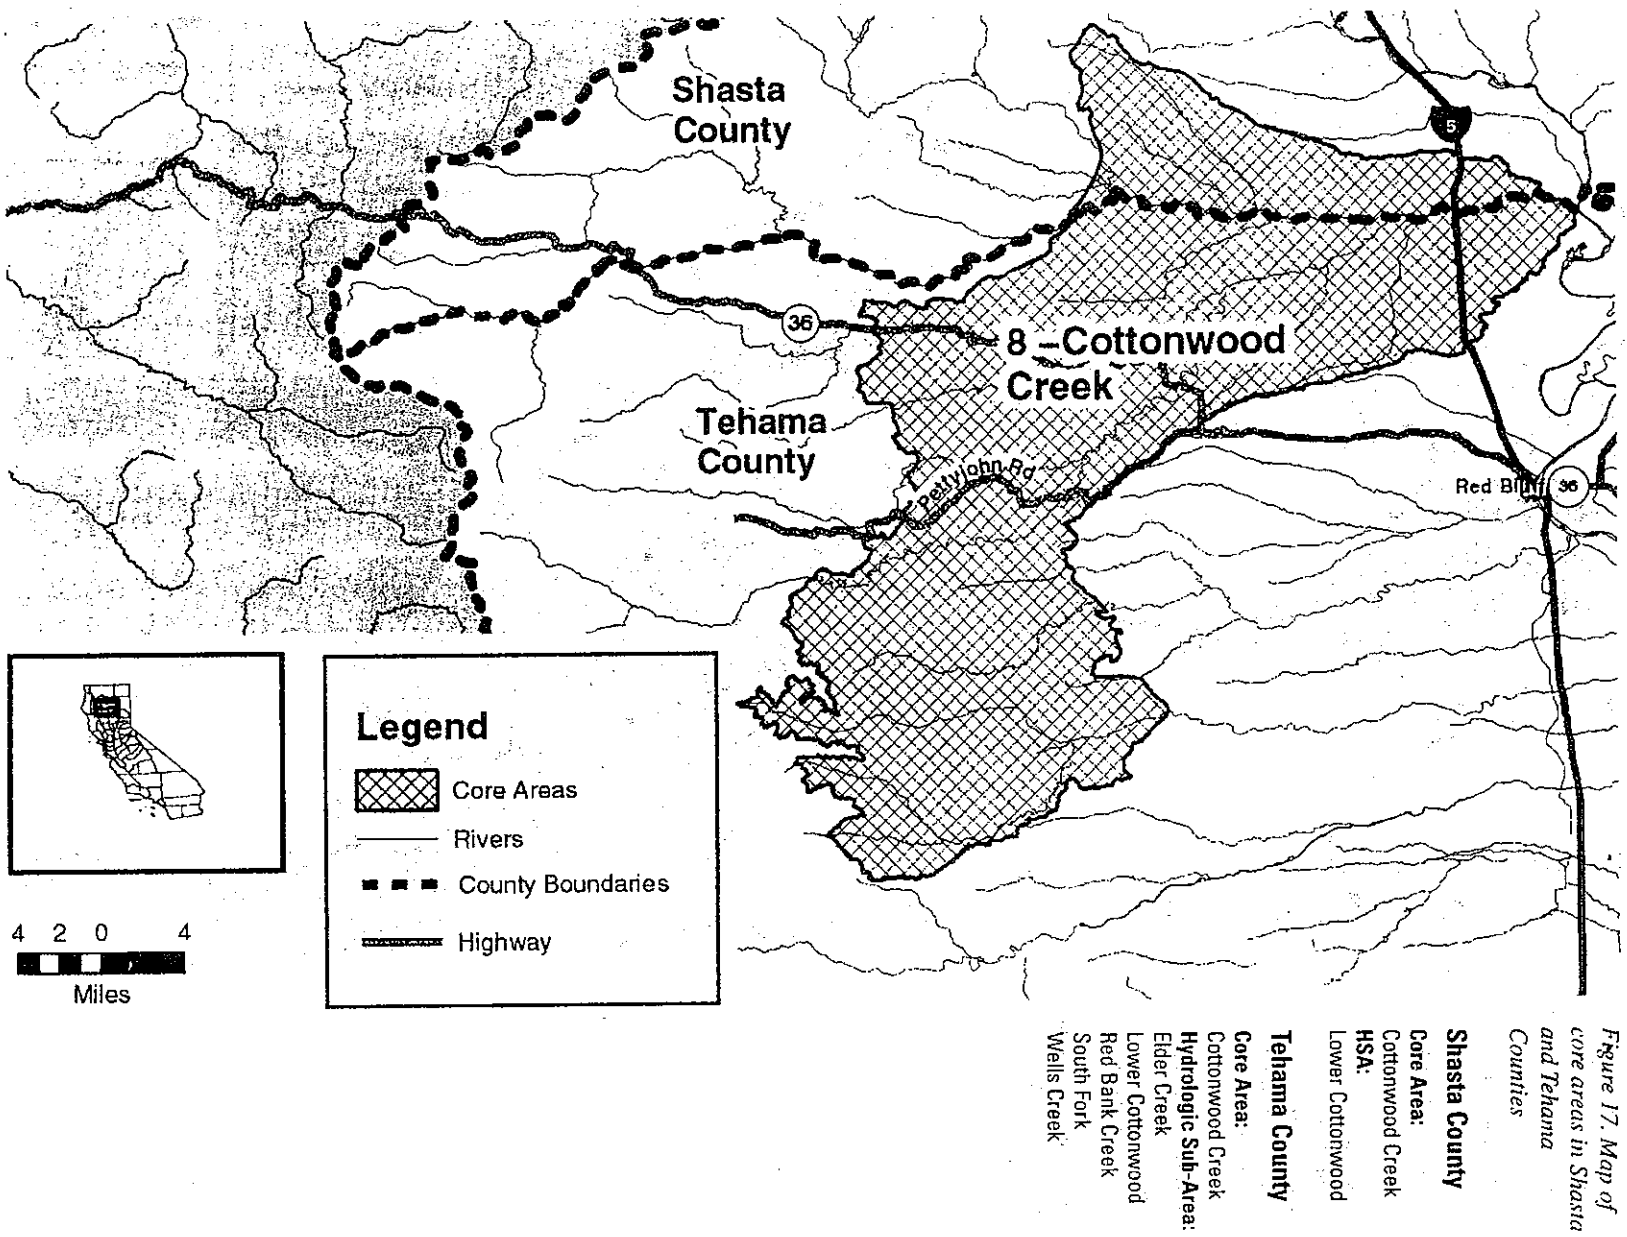 Shasta
County
5
36
8 –Cottonwood
Creek
Tehama
County
Pettyjohn Rd
Red Bluff
36
Legend
Core Areas
Rivers
County Boundaries
Highway
4 2 0 4
Miles
Figure 17. Map of
core areas in Shasta
and Tehama
Counties
Shasta County
Core Area:
Cottonwood Creek
HSA:
Lower Cottonwood
Tehama County
Core Area:
Cottonwood Creek
Hydrologic Sub-Area:
Elder Creek
Lower Cottonwood
Red Bank Creek
South Fork
Wells Creek